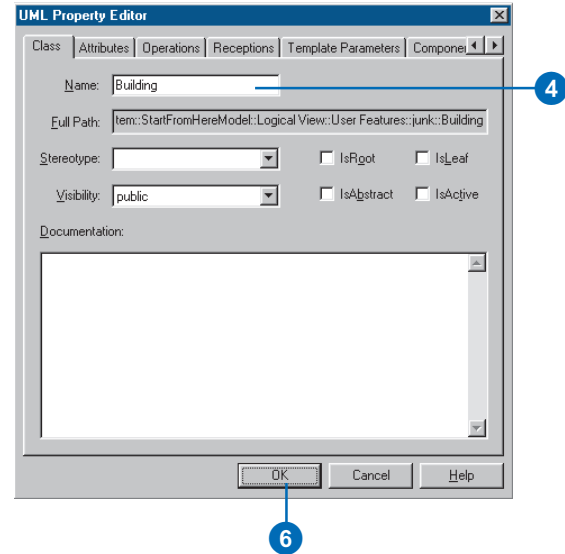 UML Property Editor
Class Attributes Operations Receptions Template Parameters
Name: Building
4
Full Path: tem::StartFromHereModel::Logical View::User Features::junk::Building
Stereotype: IsRoot IsLeaf
Visibility: public IsAbstract IsActive
Documentation:
OK Cancel Help
6